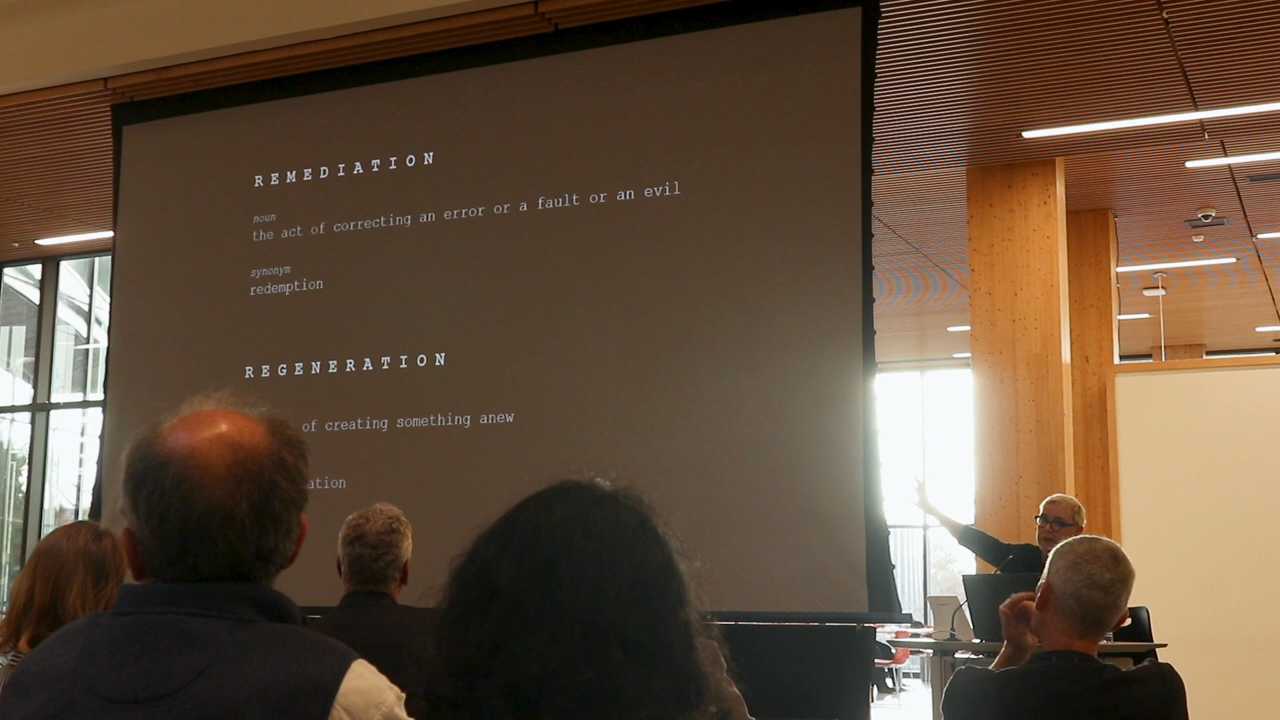 REMEDIATION
noun
the act of correcting an error or a fault or an evil
synonym
redemption
REGENERATION
of creating something anew
ation